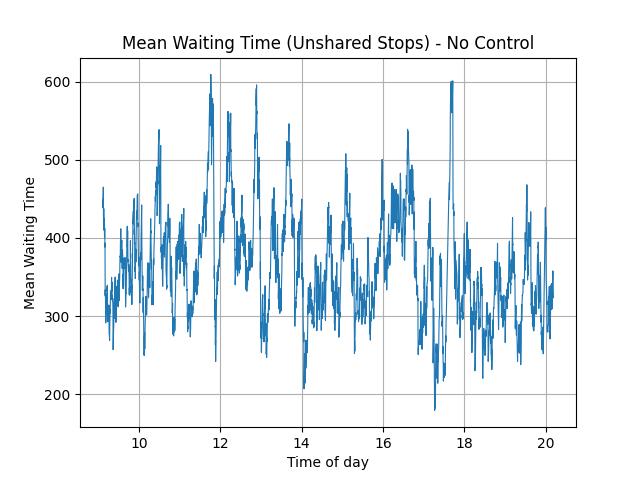 Mean Waiting Time (Unshared Stops) - No Control
600
500
400
300
200
Mean Waiting Time
10 12 14 16 18 20
Time of day